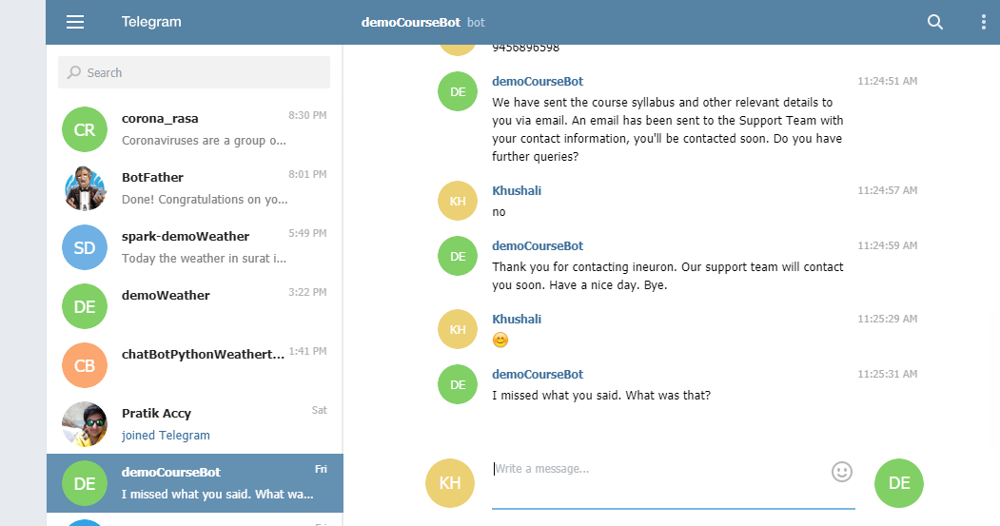 Telegram
demoCourseBot bot
Search
CR
corona_rasa
8:30 PM
Coronaviruses are a group o...
BotFather
8:01 PM
Done! Congratulations on yo...
SD
spark-demoWeather
5:49 PM
Today the weather in surat i...
DE
demoWeather
3:22 PM
CB
chatBotPythonWeathert...
1:41 PM
Pratik Accy
Sat
joined Telegram
DE
demoCourseBot
Fri
I missed what you said. What wa...
Fri
9456896598
DE
demoCourseBot
11:24:51 AM
We have sent the course syllabus and other relevant details to
you via email. An email has been sent to the Support Team with
your contact information, you'll be contacted soon. Do you have
further queries?
KH
Khushali
11:24:57 AM
no
DE
demoCourseBot
11:24:59 AM
Thank you for contacting ineuron. Our support team will contact
you soon. Have a nice day. Bye.
KH
Khushali
11:25:29 AM
😊
DE
demoCourseBot
11:25:31 AM
I missed what you said. What was that?
KH
Write a message...
DE